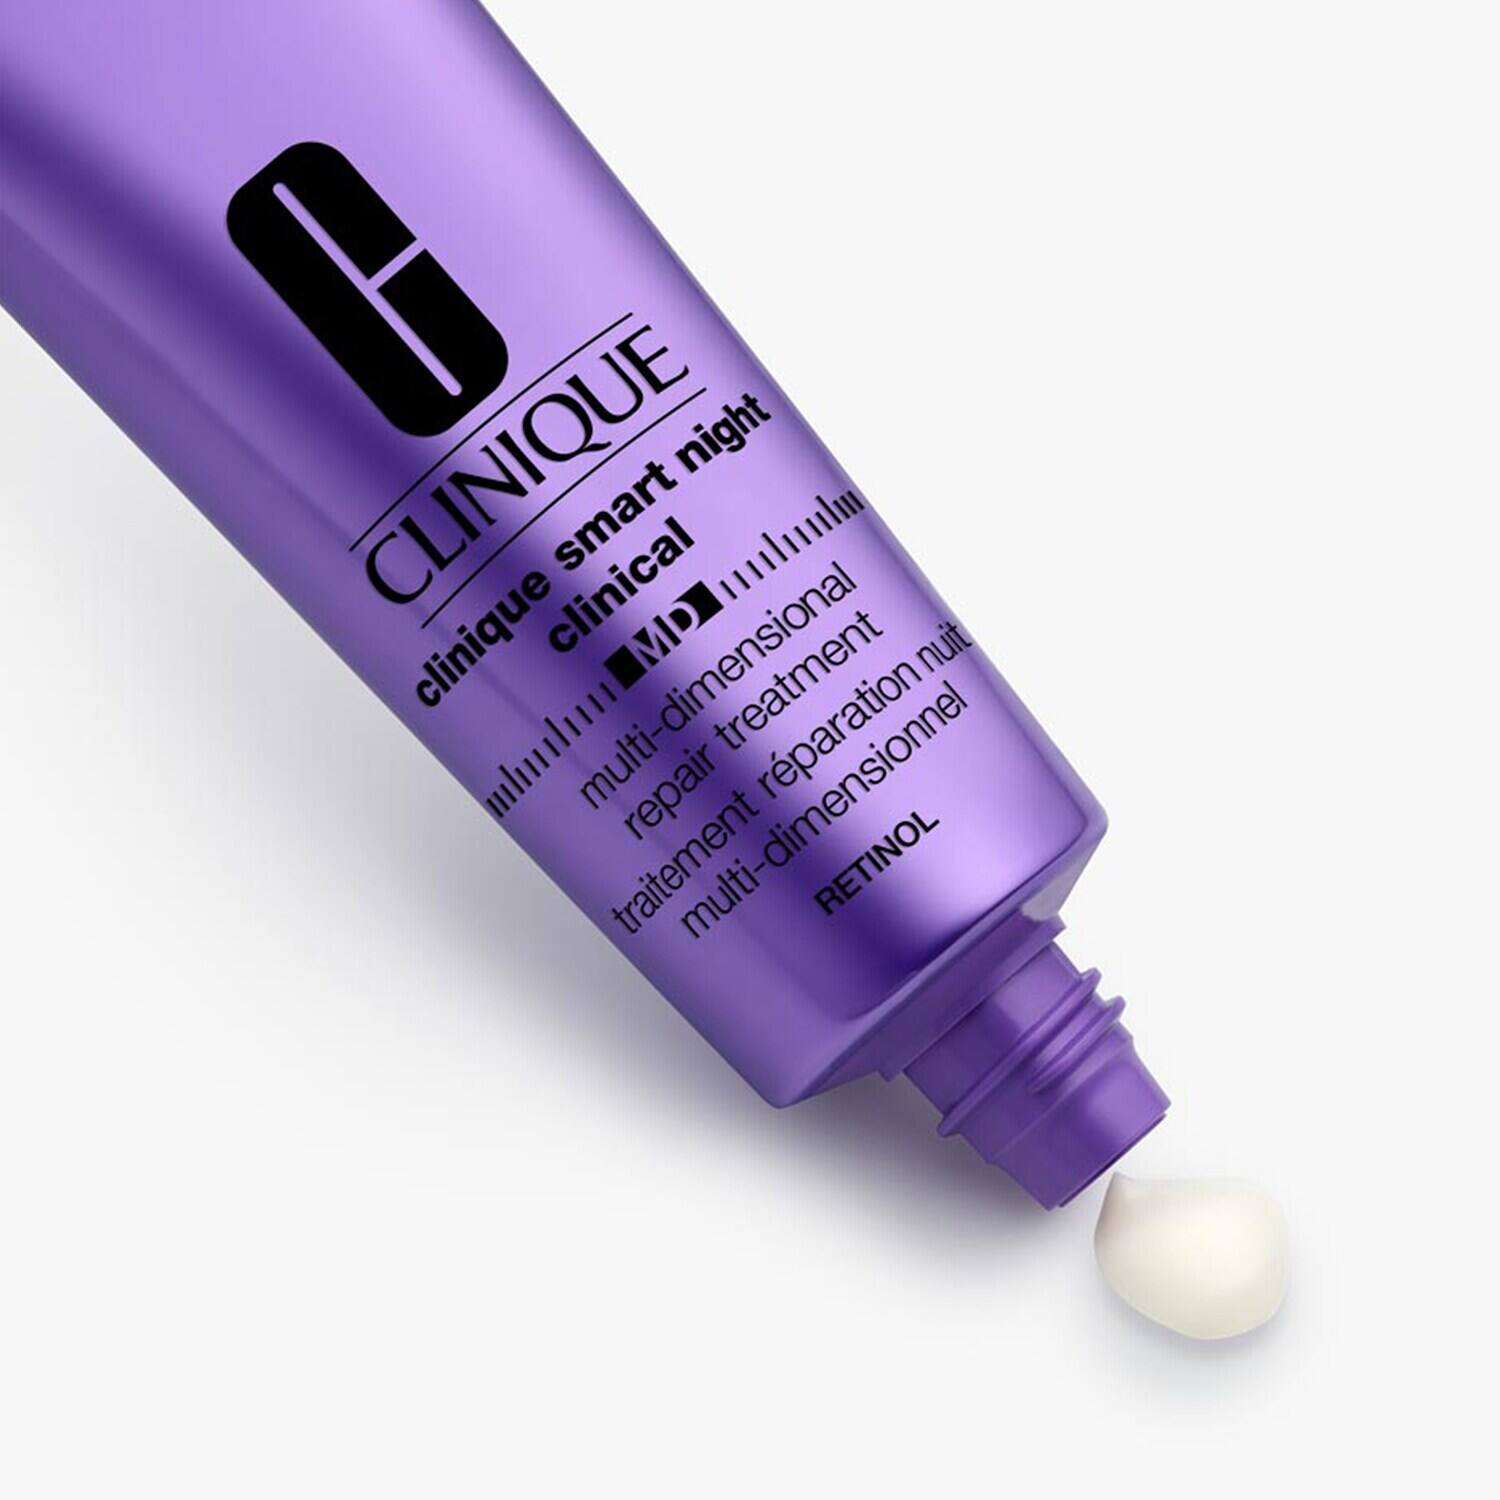 C
CLINIQUE
clinique smart night
clinical
MD
multi-dimensional
repair treatment
traitement réparation nuit
multi-dimensionnel
RETINOL